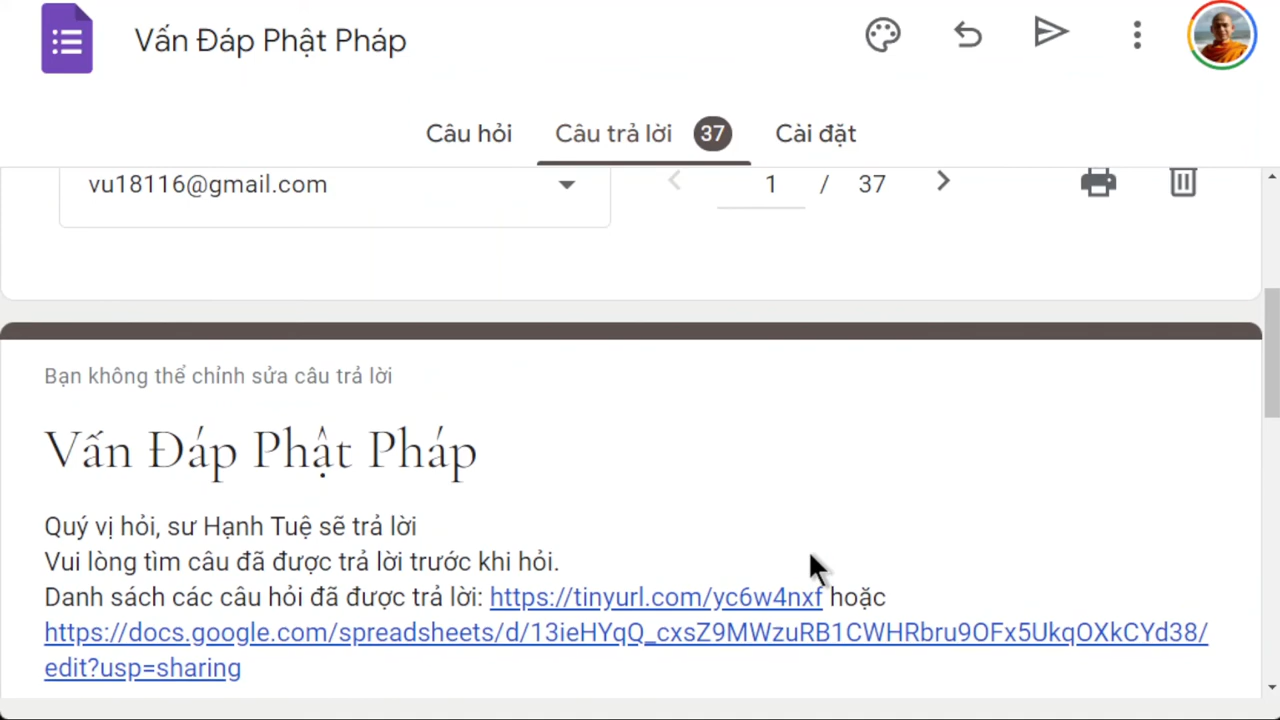 Vấn Đáp Phật Pháp
Câu hỏi Câu trả lời 37 Cài đặt
vu18116@gmail.com 1 / 37
Bạn không thể chỉnh sửa câu trả lời
Vấn Đáp Phật Pháp
Quý vị hỏi, sư Hạnh Tuệ sẽ trả lời
Vui lòng tìm câu đã được trả lời trước khi hỏi.
Danh sách các câu hỏi đã được trả lời: https://tinyurl.com/yc6w4nxf hoặc
https://docs.google.com/spreadsheets/d/13ieHYqQ_cxsZ9MWzuRB1CWHRbru9OFx5UkqOXkCYd38/
edit?usp=sharing